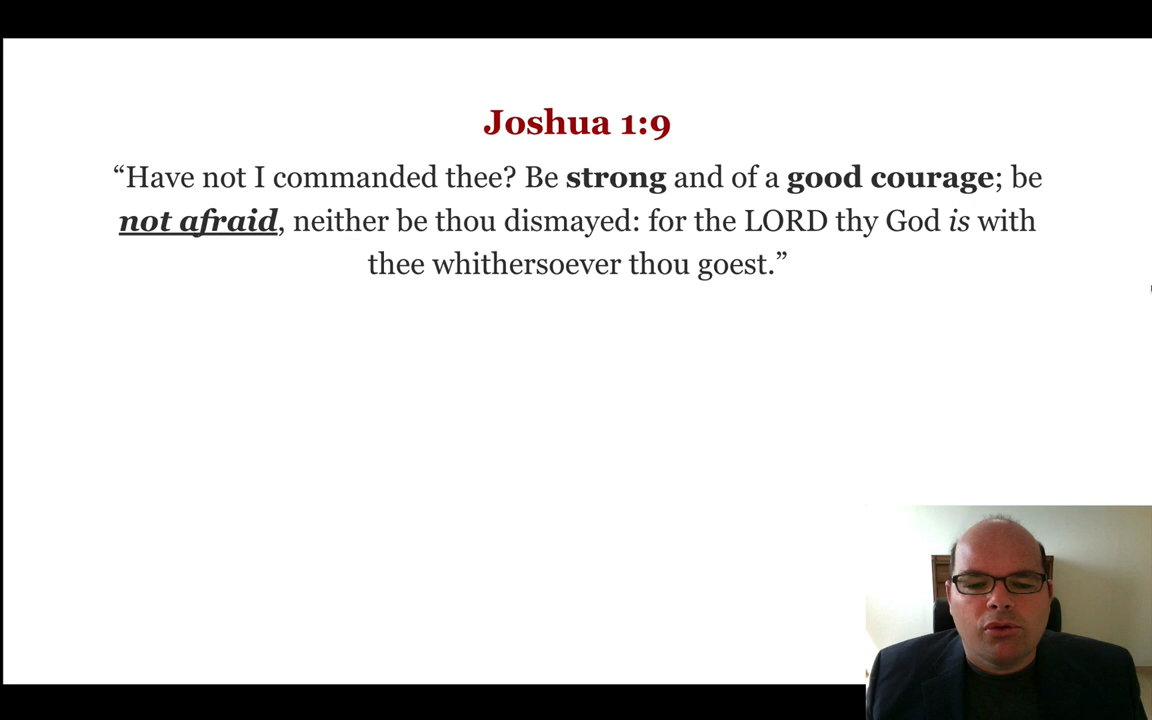 Joshua 1:9
“Have not I commanded thee? Be strong and of a good courage; be
not afraid, neither be thou dismayed: for the LORD thy God is with
thee whithersoever thou goest.”